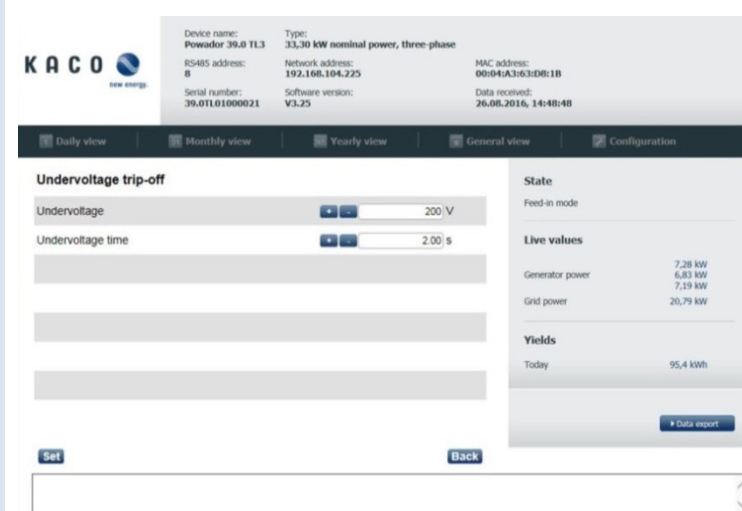 KACO
new energy.
Device name:
Powador 39.0 TL3
Type:
33,30 kW nominal power, three-phase
RS485 address:
8
Network address:
192.168.104.225
MAC address:
00:04:A3:63:D8:1B
Serial number:
39.0TL01000021
Software version:
V3.25
Data received:
26.08.2016, 14:48:48
Daily view
Monthly view
Yearly view
General view
Configuration
Undervoltage trip-off
Undervoltage + - 200 V
Undervoltage time + - 2.00 s
Set
Back
State
Feed-in mode
Live values
Generator power
7,28 kW
6,83 kW
7,19 kW
Grid power 20,79 kW
Yields
Today 95,4 kWh
Data export